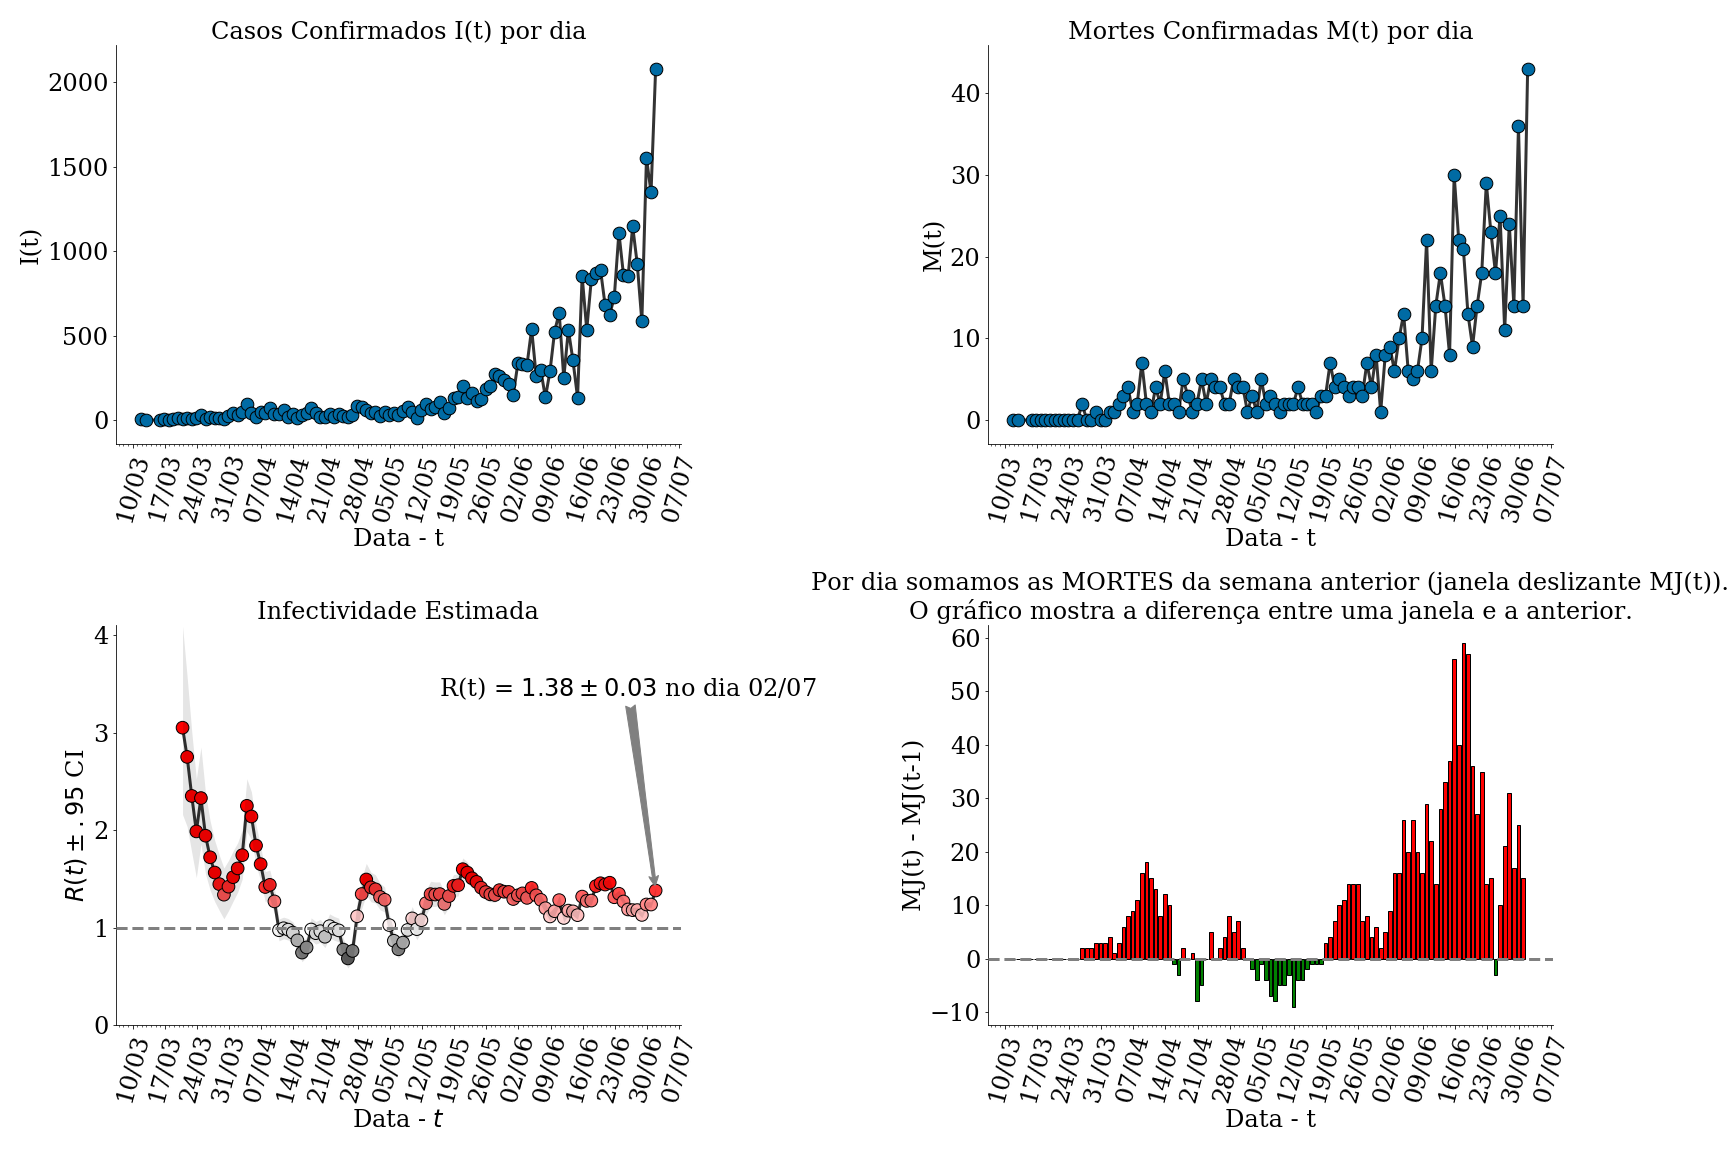 Casos Confirmados I(t) por dia
I(t)
2000
1500
1000
500
0
10/03 17/03 24/03 31/03 07/04 14/04 21/04 28/04 05/05 12/05 19/05 26/05 02/06 09/06 16/06 23/06 30/06 07/07
Data - t
Mortes Confirmadas M(t) por dia
M(t)
40
30
20
10
0
10/03 17/03 24/03 31/03 07/04 14/04 21/04 28/04 05/05 12/05 19/05 26/05 02/06 09/06 16/06 23/06 30/06 07/07
Data - t
Infectividade Estimada
R(t) ± .95 CI
4
3
2
1
0
R(t) = 1.38 ± 0.03 no dia 02/07
10/03 17/03 24/03 31/03 07/04 14/04 21/04 28/04 05/05 12/05 19/05 26/05 02/06 09/06 16/06 23/06 30/06 07/07
Data - t
Por dia somamos as MORTES da semana anterior (janela deslizante MJ(t)).
O gráfico mostra a diferença entre uma janela e a anterior.
MJ(t) - MJ(t-1)
60
50
40
30
20
10
0
−10
10/03 17/03 24/03 31/03 07/04 14/04 21/04 28/04 05/05 12/05 19/05 26/05 02/06 09/06 16/06 23/06 30/06 07/07
Data - t